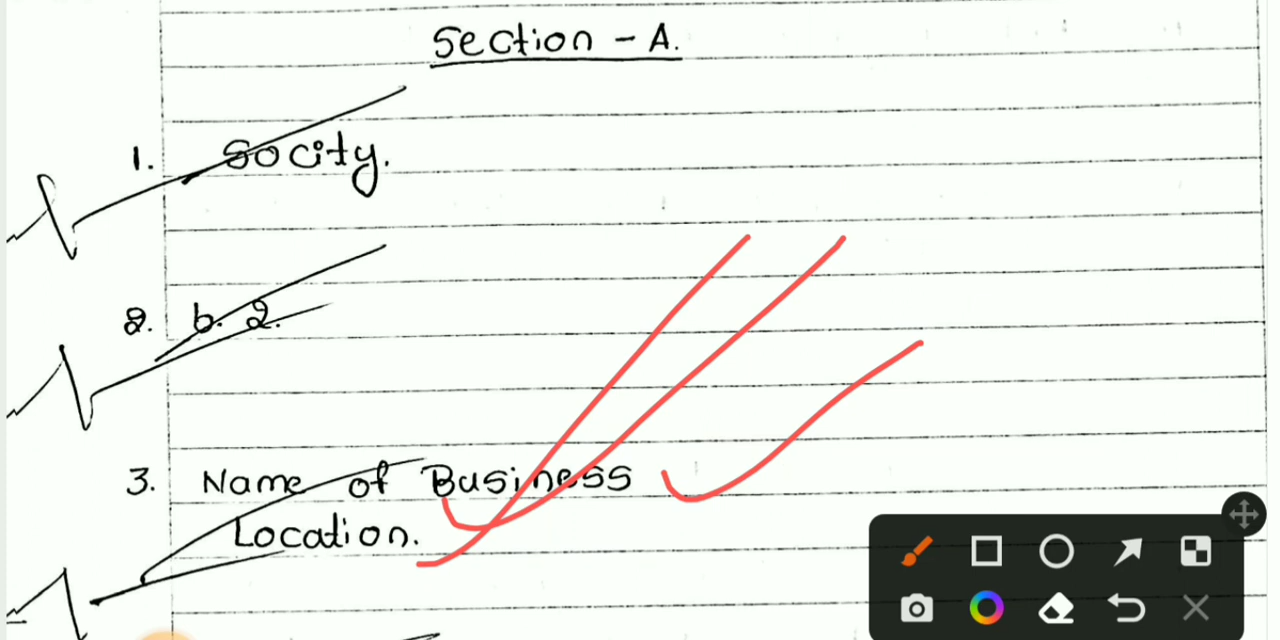 Section - A.
1. Socity.
2. b. 2.
3. Name of Business
Location.